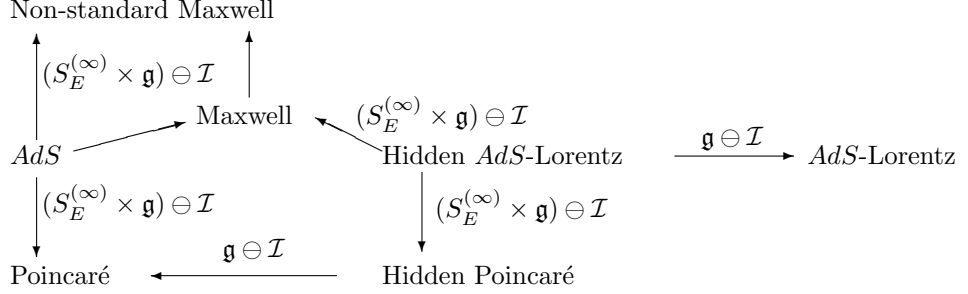 Non-standard Maxwell
$(S_E^{(\infty)} \times \mathfrak{g}) \ominus \mathcal{I}$
Maxwell $(S_E^{(\infty)} \times \mathfrak{g}) \ominus \mathcal{I}$
AdS Hidden AdS-Lorentz $\mathfrak{g} \ominus \mathcal{I}$ AdS-Lorentz
$(S_E^{(\infty)} \times \mathfrak{g}) \ominus \mathcal{I}$ $(S_E^{(\infty)} \times \mathfrak{g}) \ominus \mathcal{I}$
$\mathfrak{g} \ominus \mathcal{I}$
Poincaré Hidden Poincaré